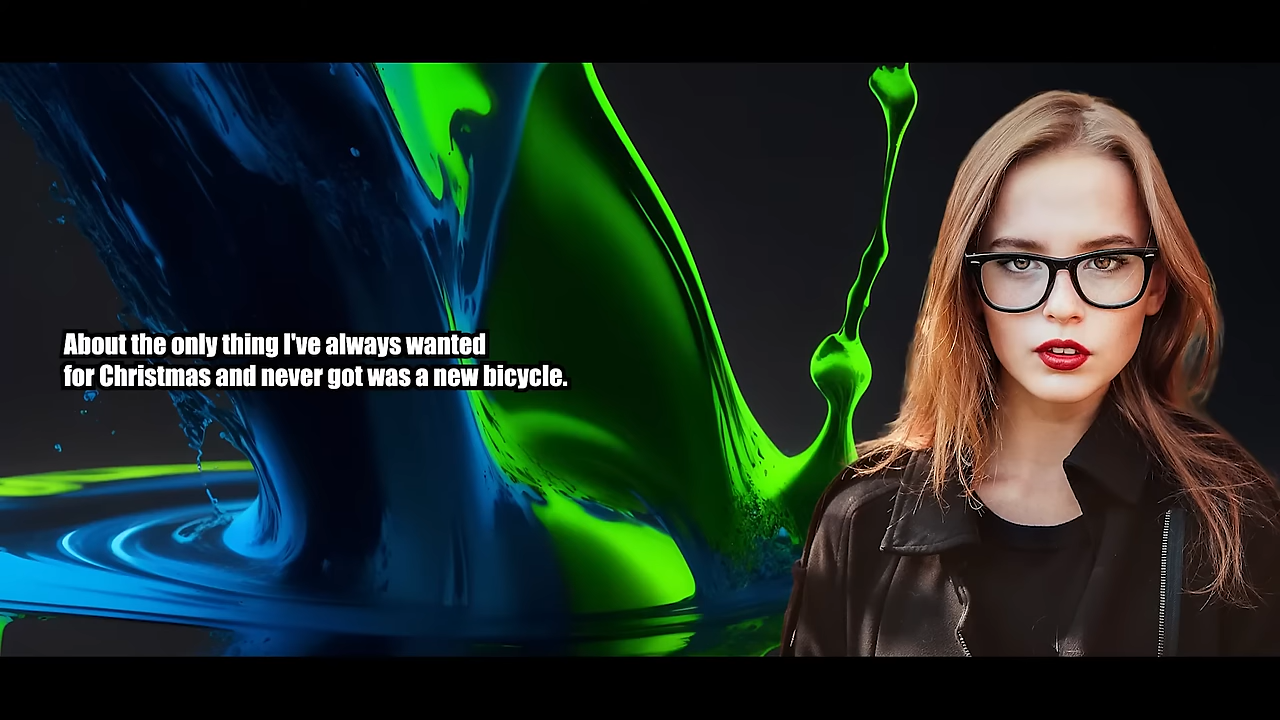 About the only thing I've always wanted
for Christmas and never got was a new bicycle.